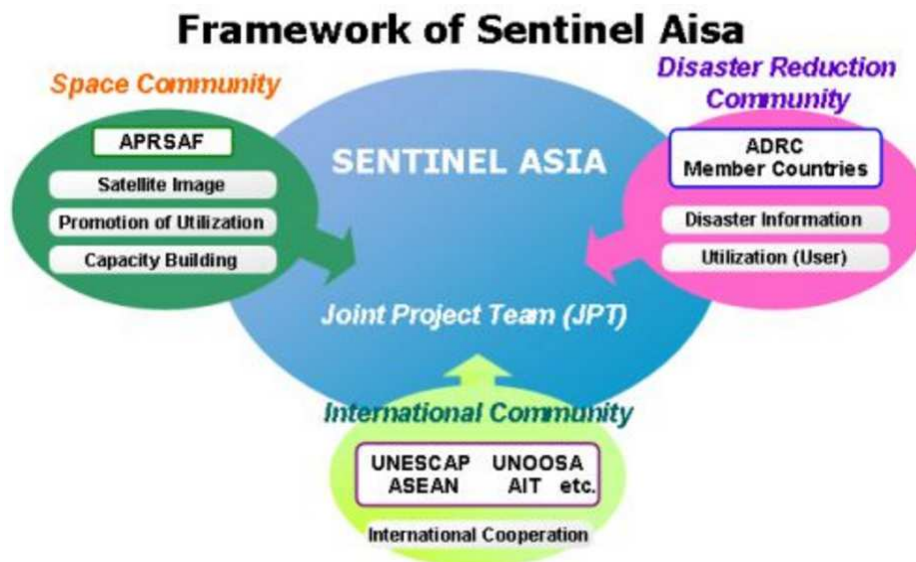 Framework of Sentinel Aisa
Space Community
APRSAF
Satellite Image
Promotion of Utilization
Capacity Building
SENTINEL ASIA
Joint Project Team (JPT)
Disaster Reduction
Community
ADRC
Member Countries
Disaster Information
Utilization (User)
International Community
UNESCAP UNOOSA
ASEAN AIT etc.
International Cooperation